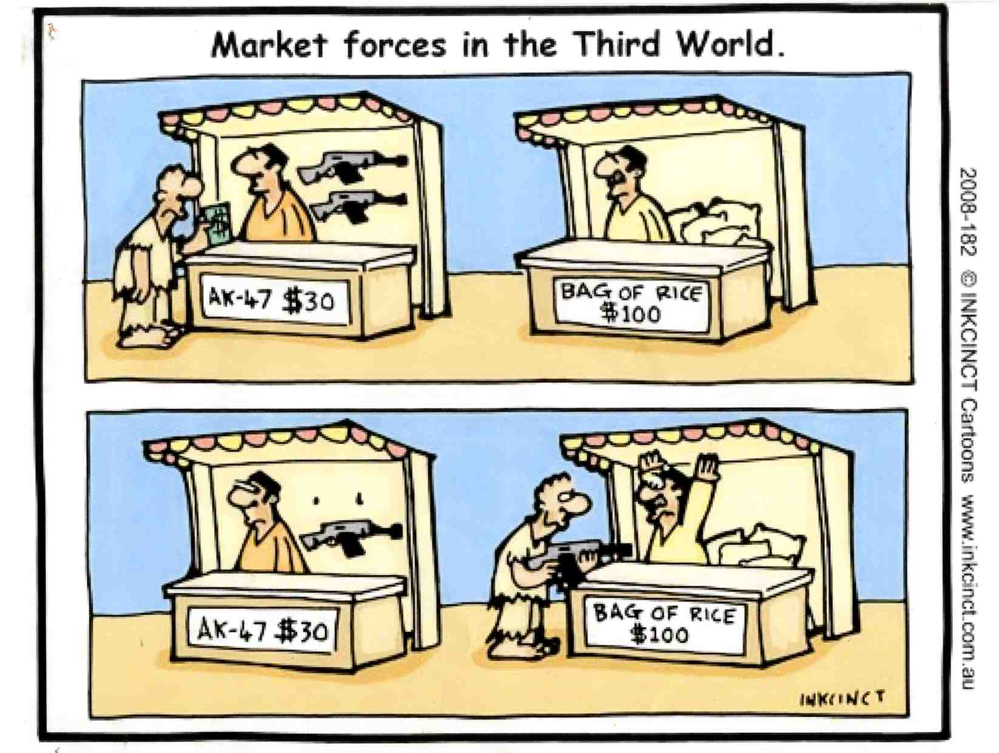 Market forces in the Third World.
AK-47 $30
BAG OF RICE
$100
AK-47 $30
BAG OF RICE
$100
INKCINCT
2008-182 © INKCINCT Cartoons www.inkcinct.com.au